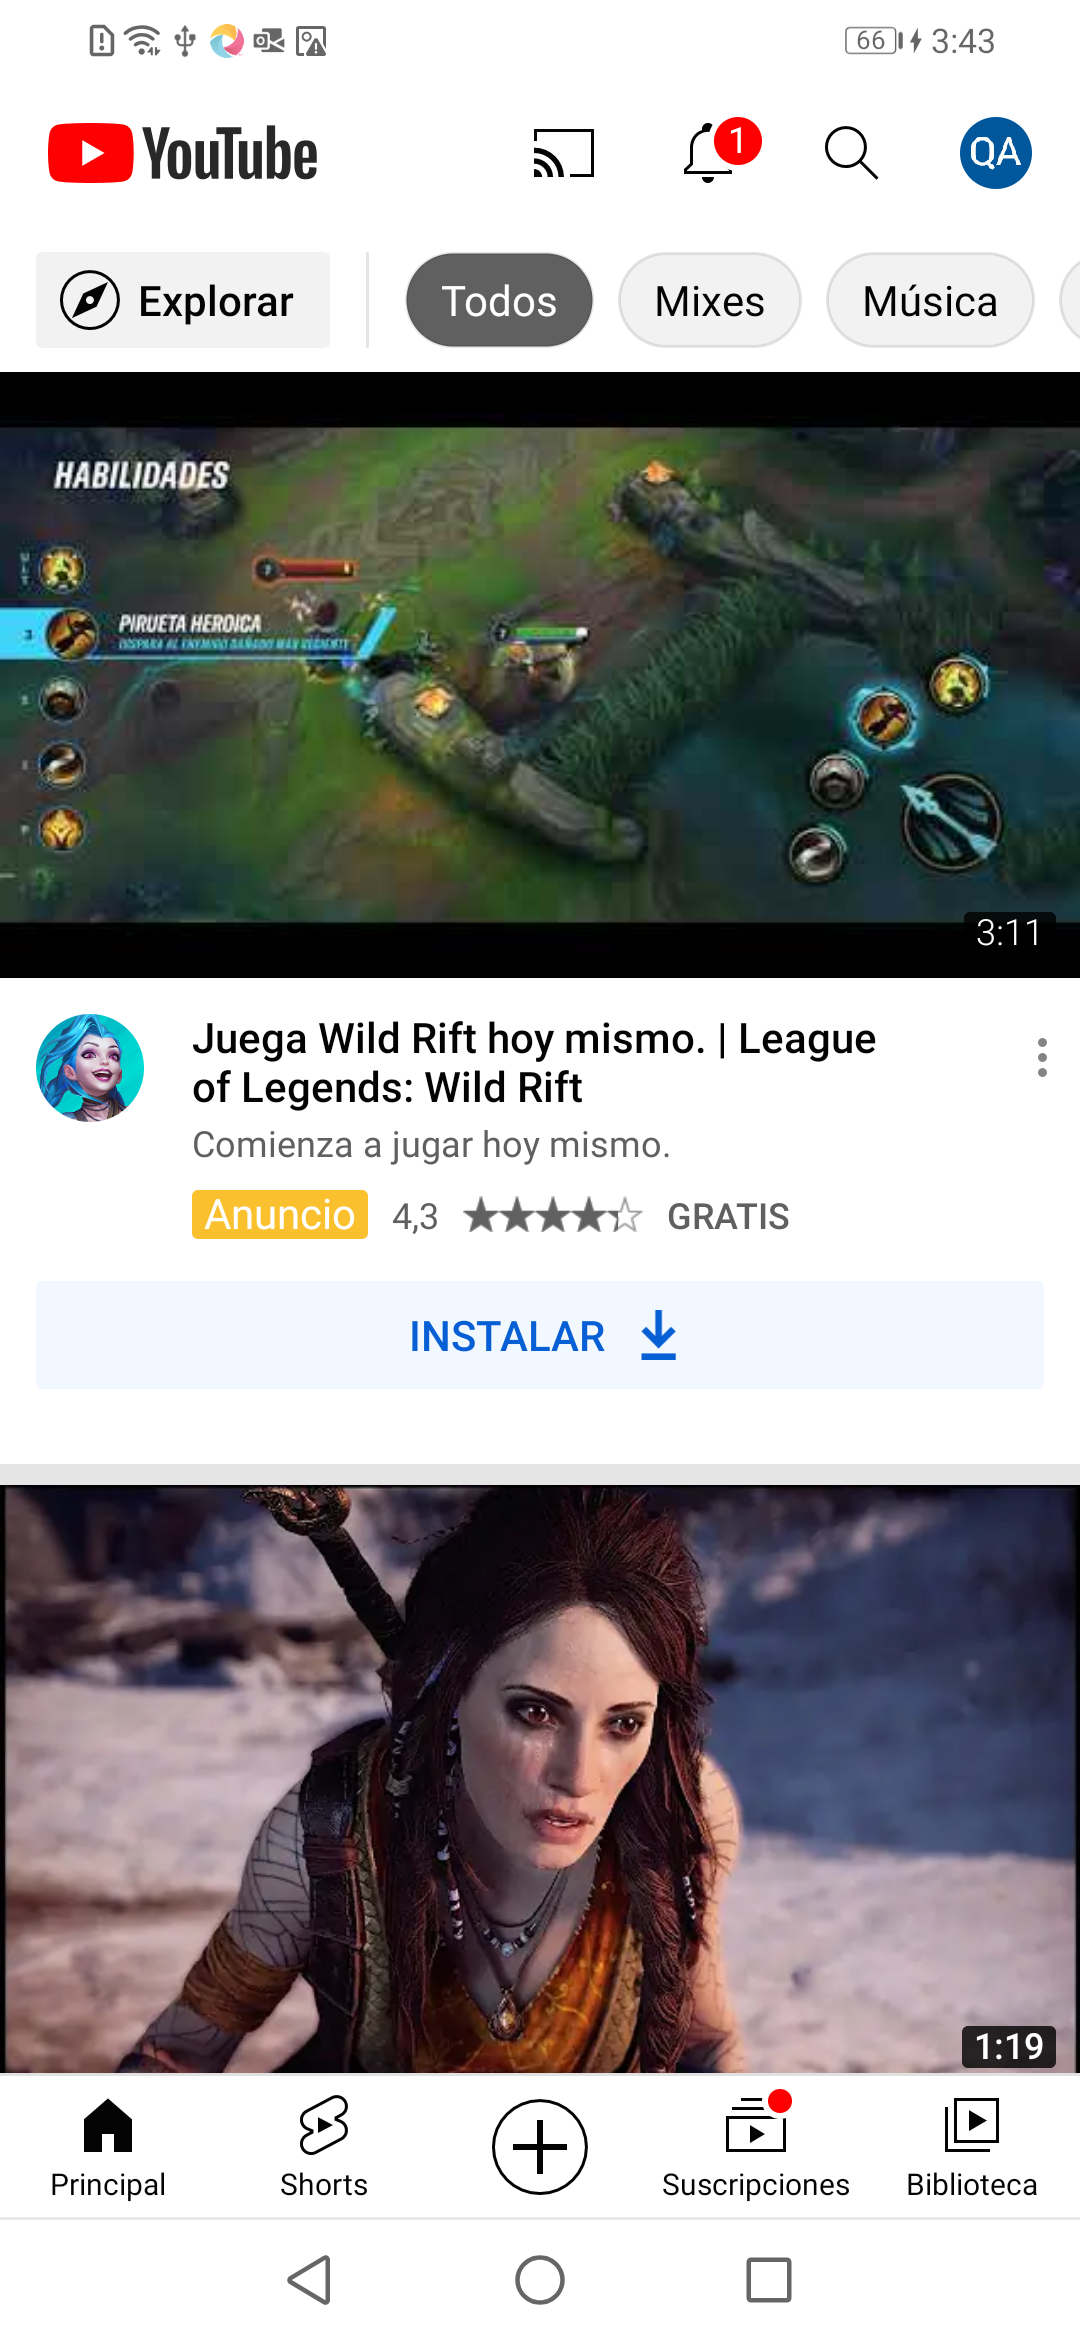 66 3:43
YouTube 1 QA
Explorar Todos Mixes Música
HABILIDADES
PIRUETA HEROICA
3
3:11
Juega Wild Rift hoy mismo. | League
of Legends: Wild Rift
Comienza a jugar hoy mismo.
Anuncio 4,3 GRATIS
INSTALAR
1:19
Principal Shorts Suscripciones Biblioteca